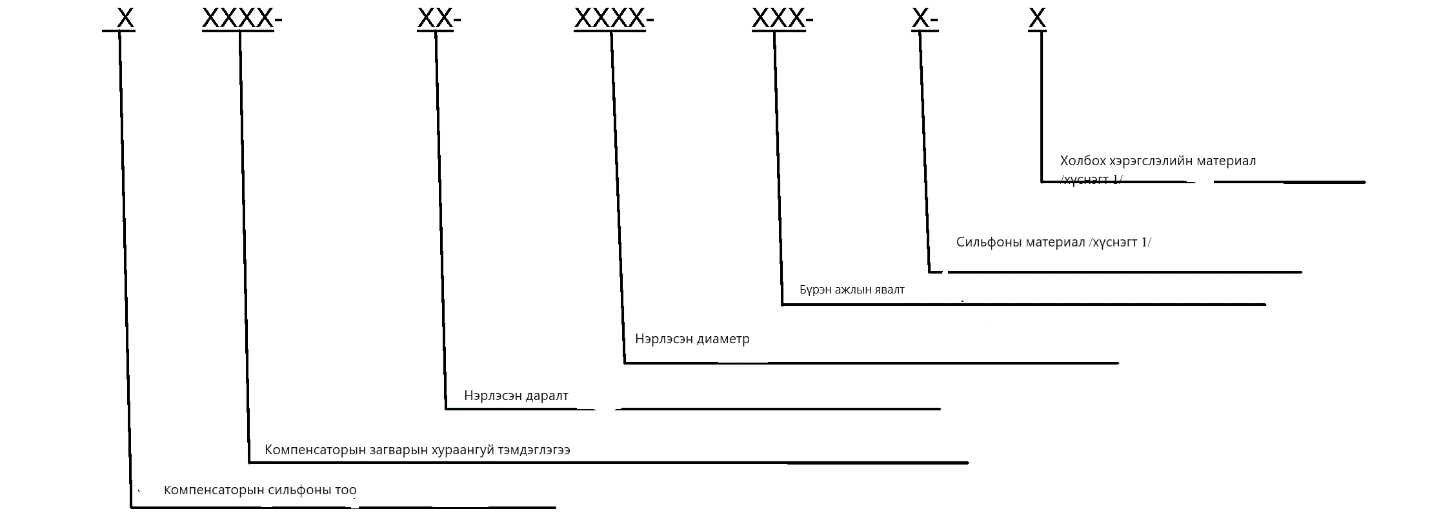 X XXXX- XX- XXXX- XXX- X- X
Холбох хэрэгслэлийн материал
/хүснэгт 1/
Сильфоны материал /хүснэгт 1/
Бүрэн ажлын явалт
Нэрлэсэн диаметр
Нэрлэсэн даралт
Компенсаторын загварын хураангуй тэмдэглэгээ
Компенсаторын сильфоны тоо